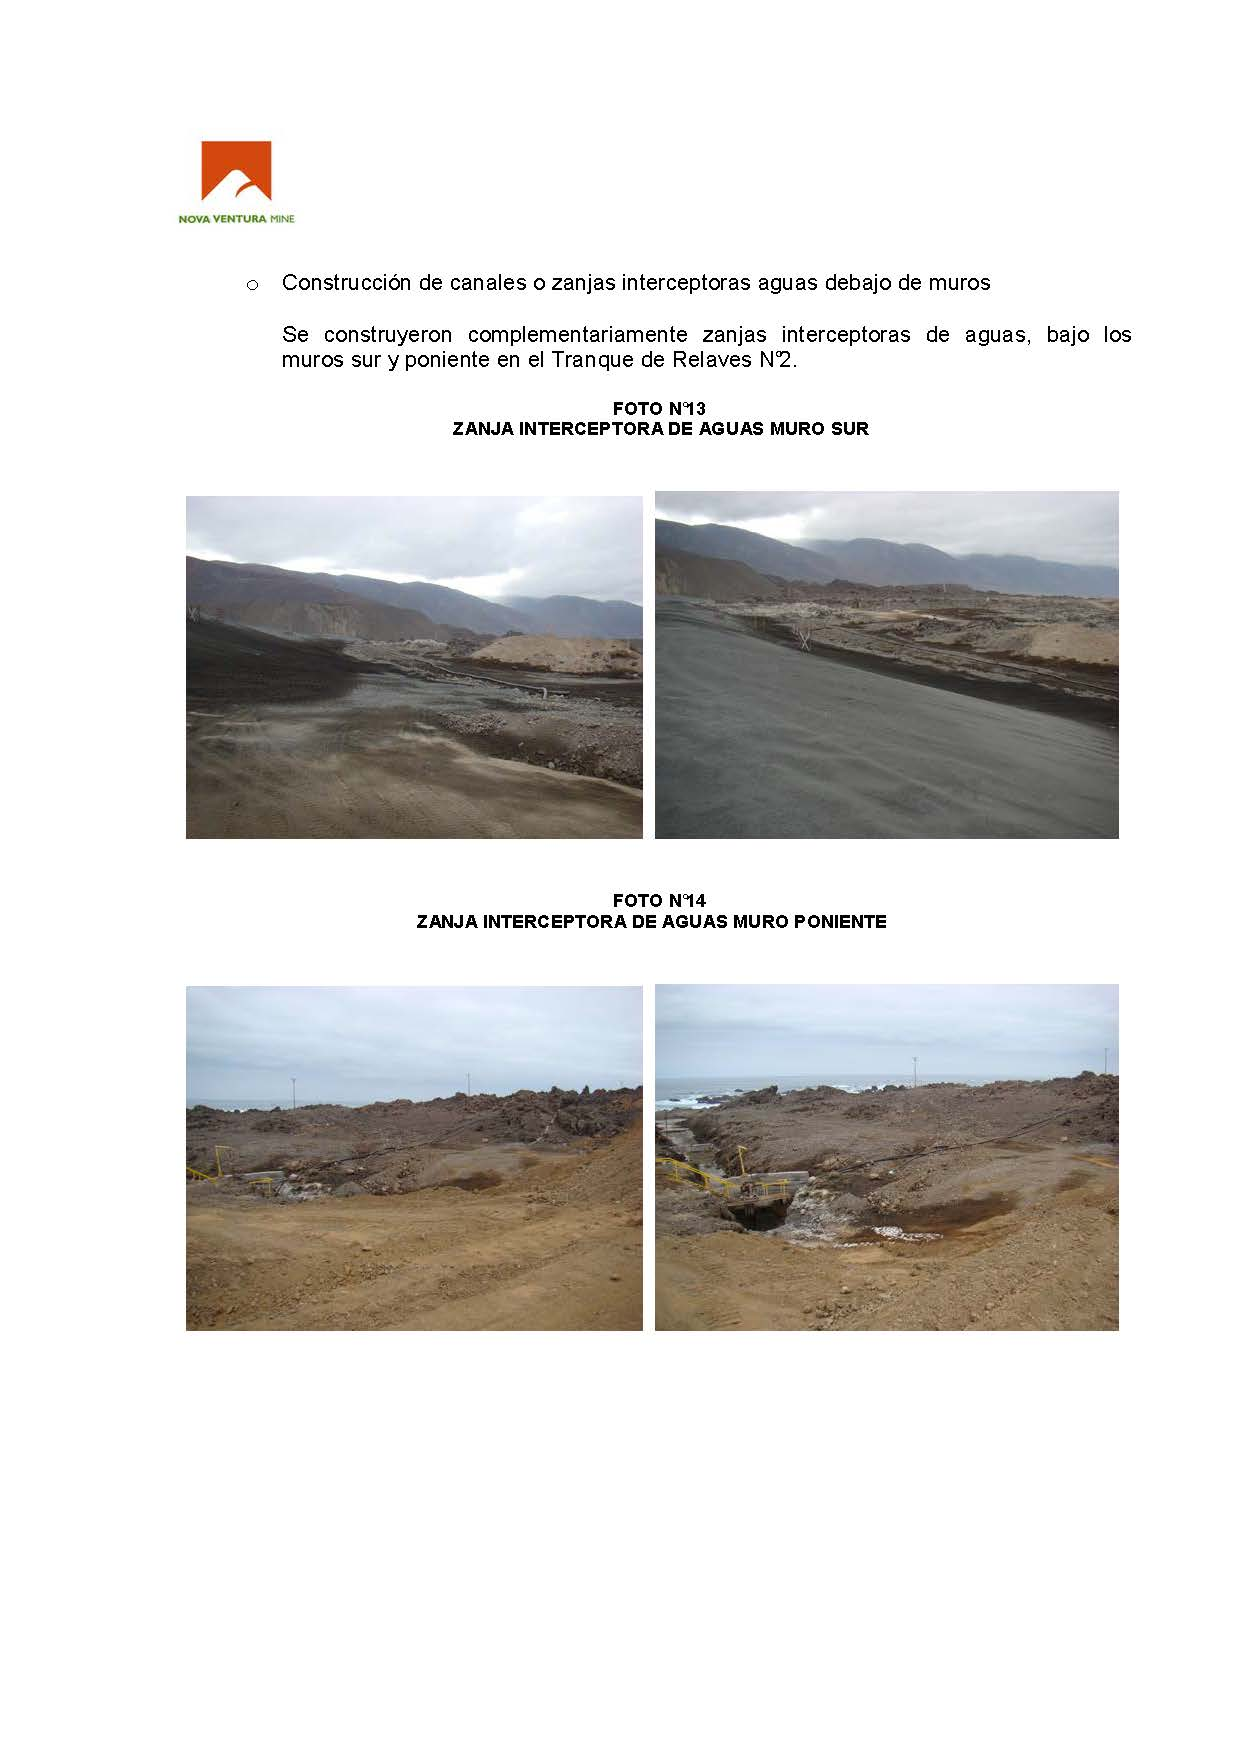 NOVA VENTURA MINE
o Construcción de canales o zanjas interceptoras aguas debajo de muros
Se construyeron complementariamente zanjas interceptoras de aguas, bajo los
muros sur y poniente en el Tranque de Relaves N°2.
FOTO N°13
ZANJA INTERCEPTORA DE AGUAS MURO SUR
FOTO N°14
ZANJA INTERCEPTORA DE AGUAS MURO PONIENTE